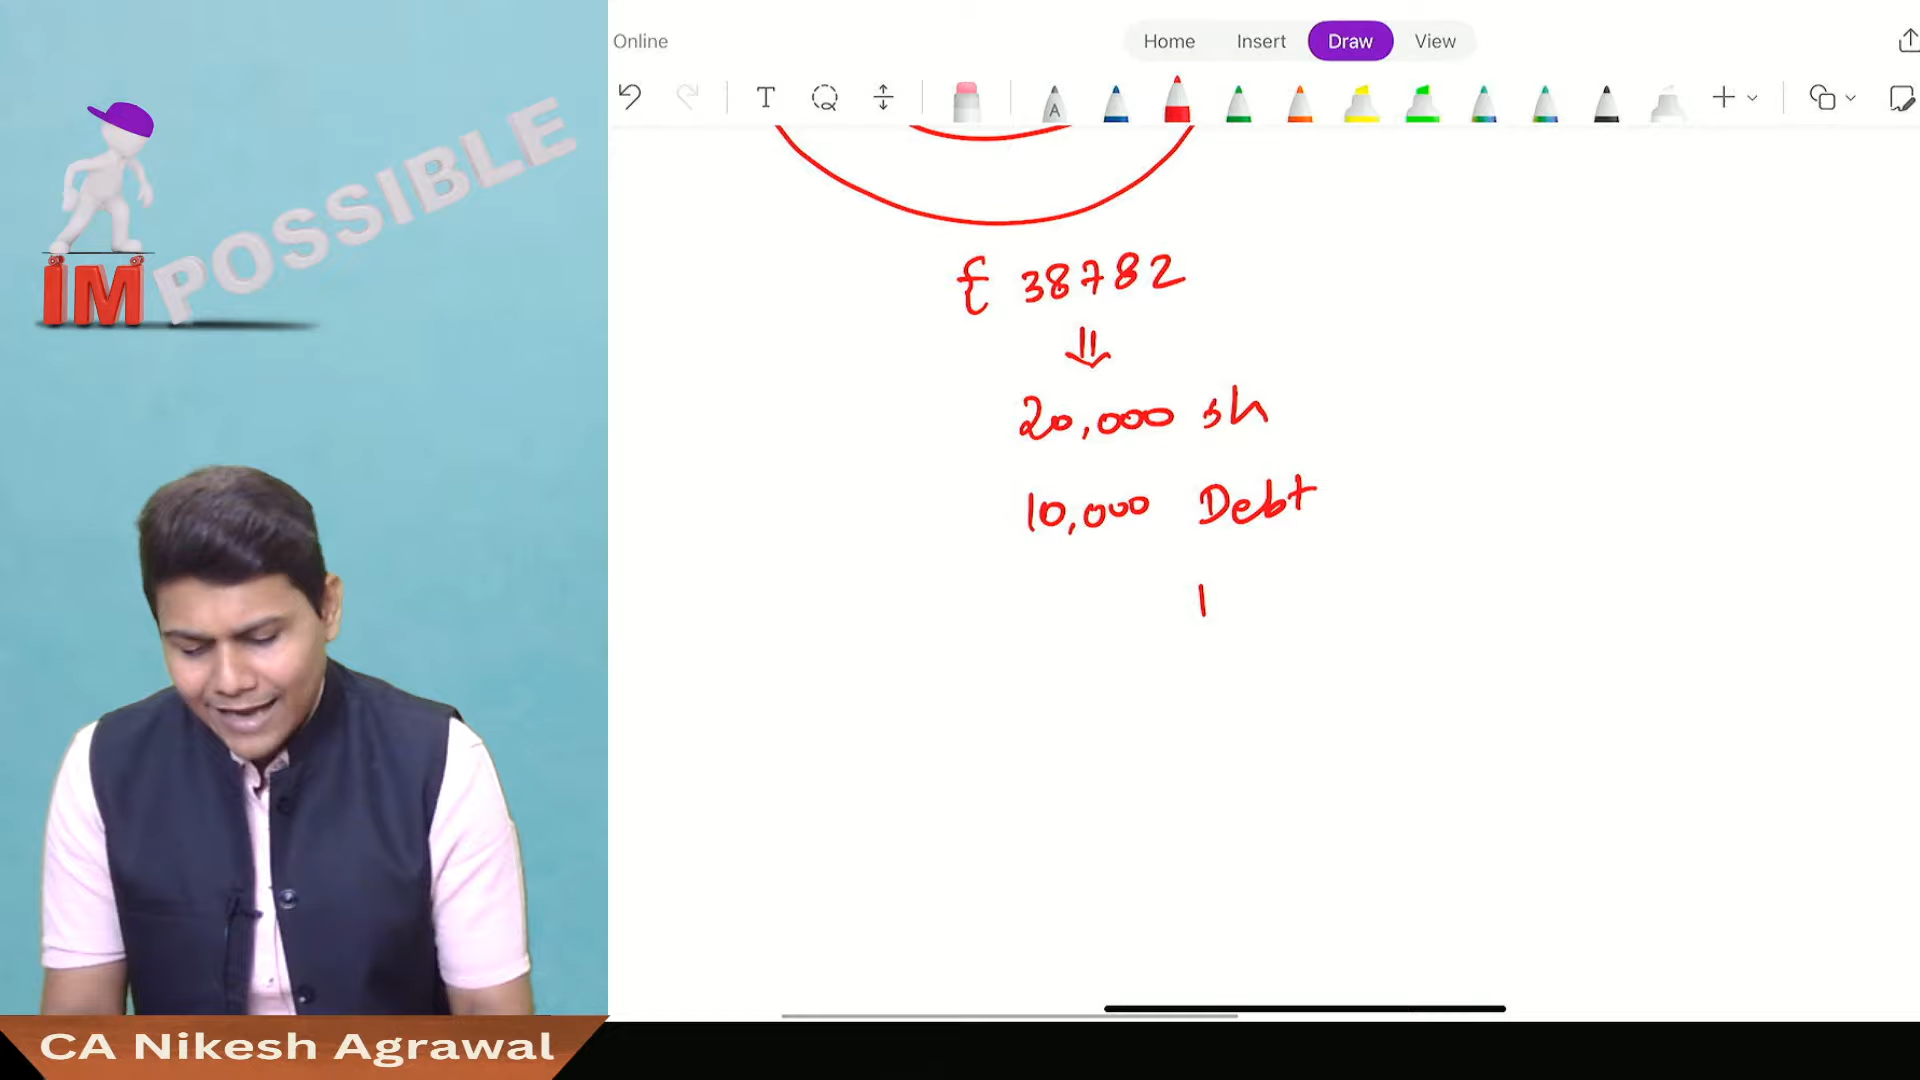 Online
Home Insert Draw View
T
A
IMPOSSIBLE
£ 38782
⇓
20,000 sh
10,000 Debt
CA Nikesh Agrawal